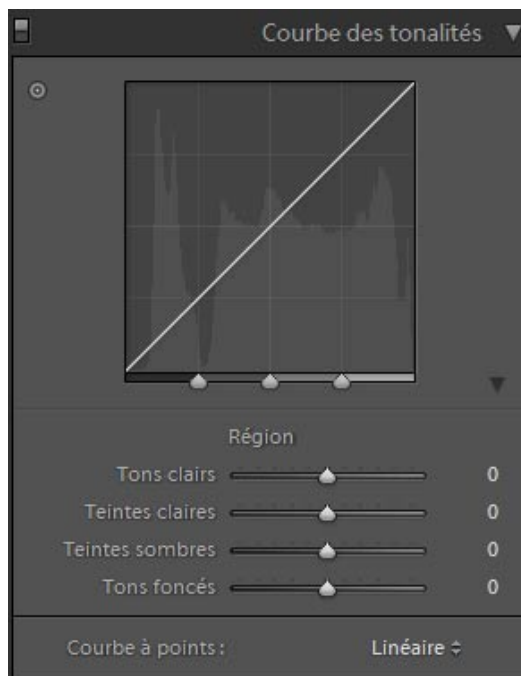 Courbe des tonalités
Région
Tons clairs 0
Teintes claires 0
Teintes sombres 0
Tons foncés 0
Courbe à points : Linéaire